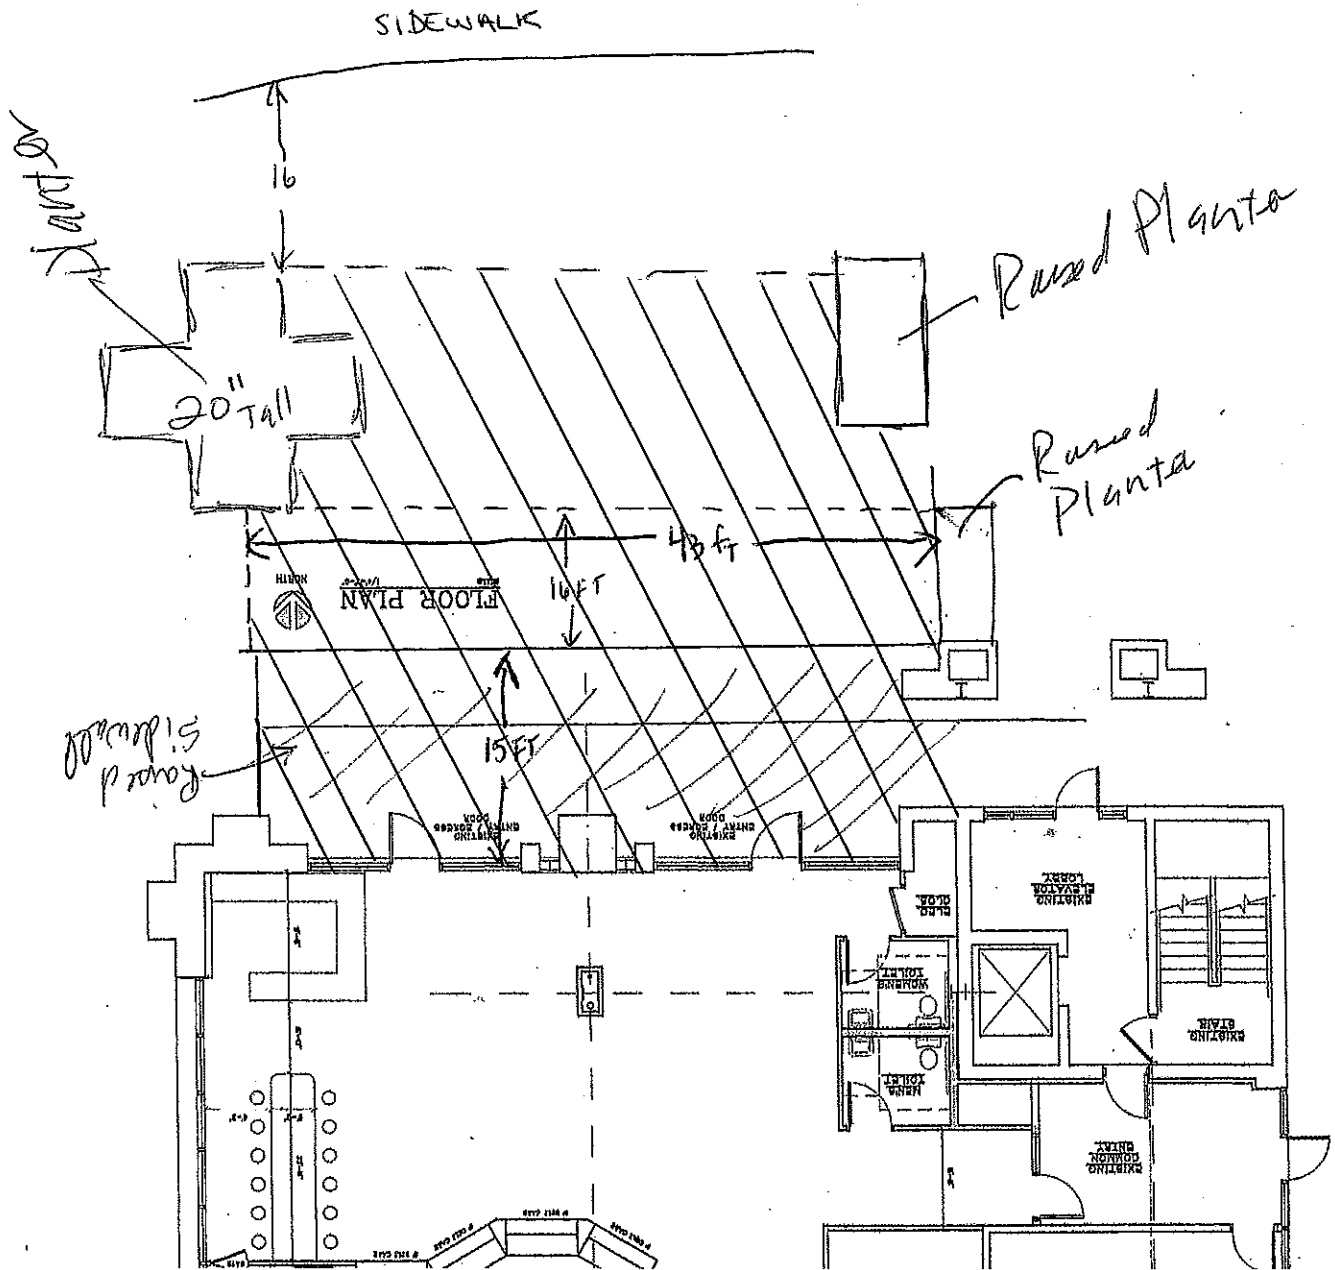 SIDEWALK
16
planter
Raised Planter
20" Tall
Raised
Planter
43 ft
16 FT
NORTH
FLOOR PLAN
15 FT
Raised
Sidewalk
EXISTING
ENTRY / EGRESS
DOOR
EXISTING
ENTRY / EGRESS
DOOR
EXISTING
ELEVATOR
LOBBY
ELEC.
CLOS.
WOMEN'S
TOILET
EXISTING
STAIR
MEN'S
TOILET
EXISTING
COMMON
ENTRY